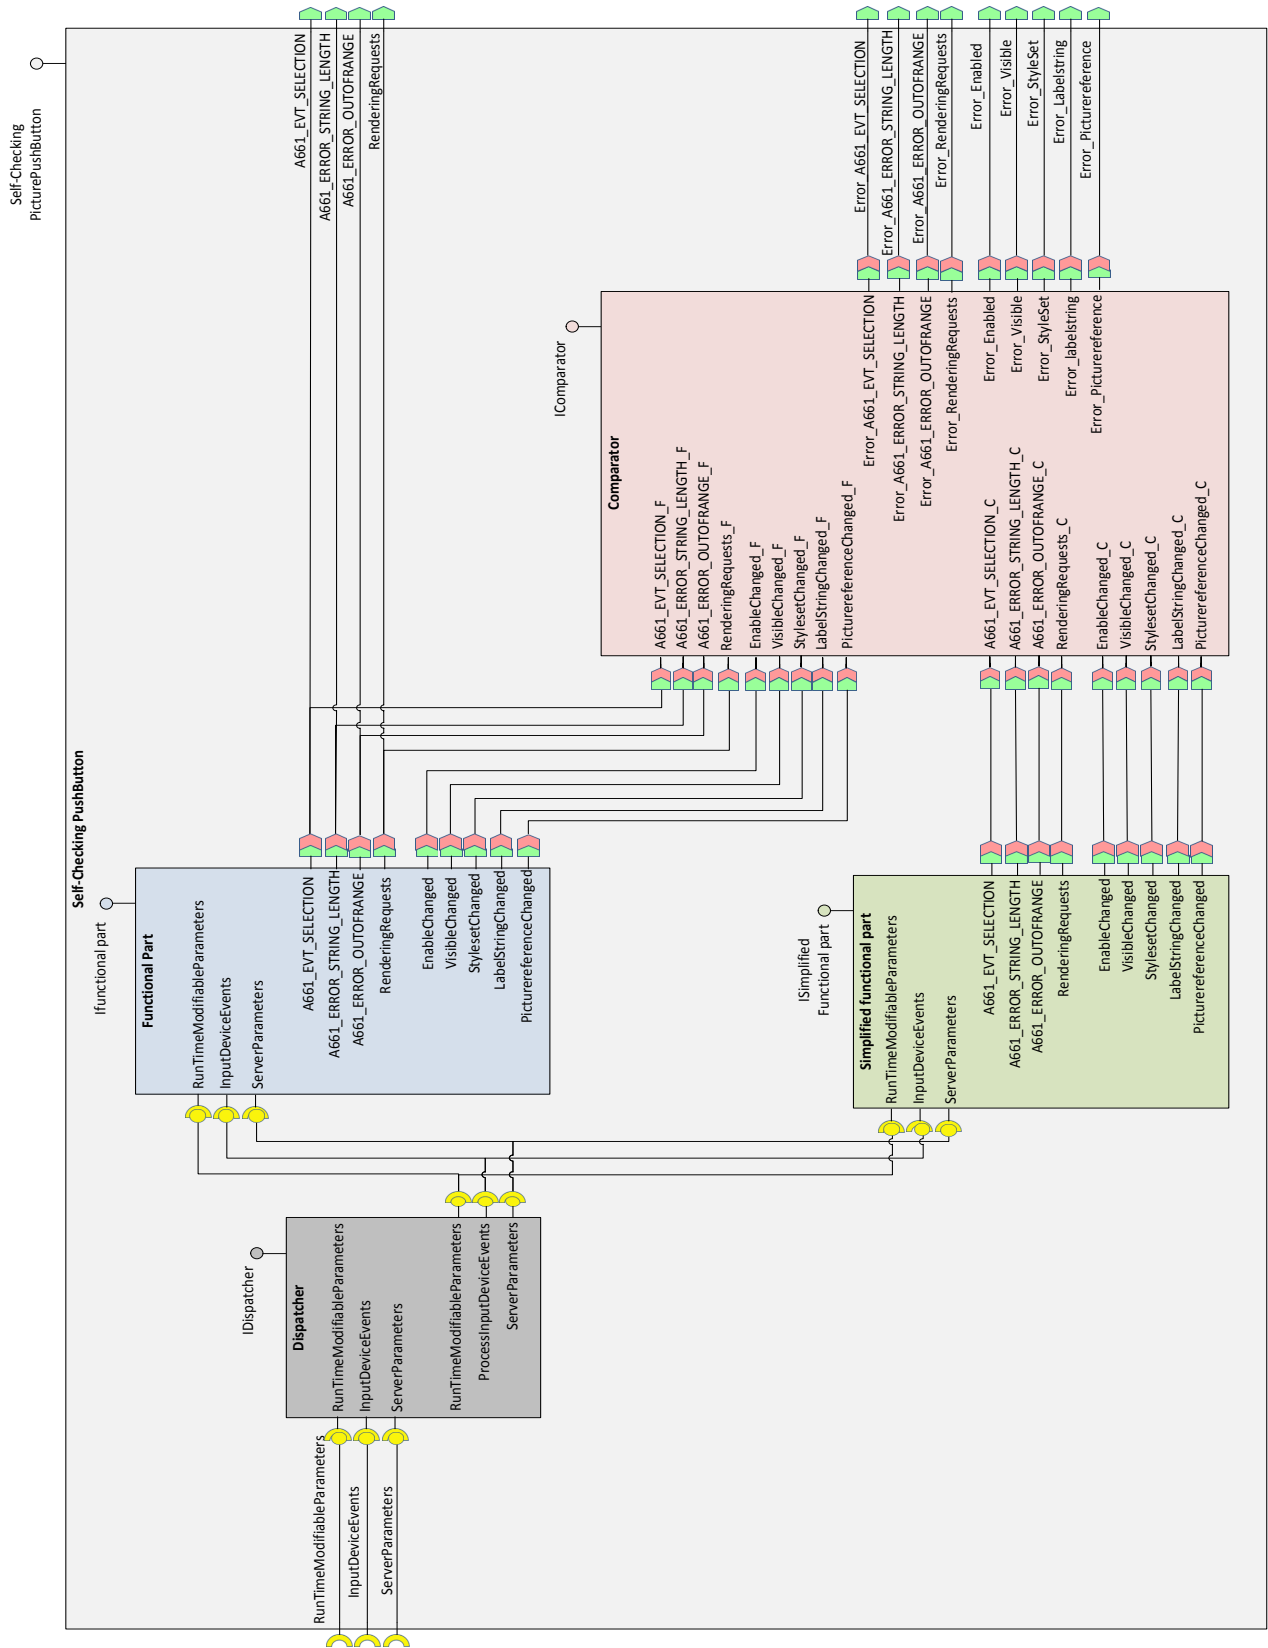 Self-Checking
PicturePushButton
Self-Checking PushButton
RunTimeModifiableParameters
InputDeviceEvents
ServerParameters
IDispatcher
Dispatcher
RunTimeModifiableParameters
InputDeviceEvents
ServerParameters
RunTimeModifiableParameters
ProcessInputDeviceEvents
ServerParameters
Ifunctional part
Functional Part
RunTimeModifiableParameters
InputDeviceEvents
ServerParameters
A661_EVT_SELECTION
A661_ERROR_STRING_LENGTH
A661_ERROR_OUTOFRANGE
RenderingRequests
EnableChanged
VisibleChanged
StylesetChanged
LabelStringChanged
PicturereferenceChanged
ISimplified
Functional part
Simplified functional part
RunTimeModifiableParameters
InputDeviceEvents
ServerParameters
A661_EVT_SELECTION
A661_ERROR_STRING_LENGTH
A661_ERROR_OUTOFRANGE
RenderingRequests
EnableChanged
VisibleChanged
StylesetChanged
LabelStringChanged
PicturereferenceChanged
IComparator
Comparator
A661_EVT_SELECTION_F
A661_ERROR_STRING_LENGTH_F
A661_ERROR_OUTOFRANGE_F
RenderingRequests_F
EnableChanged_F
VisibleChanged_F
StylesetChanged_F
LabelStringChanged_F
PicturereferenceChanged_F
A661_EVT_SELECTION_C
A661_ERROR_STRING_LENGTH_C
A661_ERROR_OUTOFRANGE_C
RenderingRequests_C
EnableChanged_C
VisibleChanged_C
StylesetChanged_C
LabelStringChanged_C
PicturereferenceChanged_C
Error_A661_EVT_SELECTION
Error_A661_ERROR_STRING_LENGTH
Error_A661_ERROR_OUTOFRANGE
Error_RenderingRequests
Error_Enabled
Error_Visible
Error_StyleSet
Error_labelstring
Error_Picturereference
A661_EVT_SELECTION
A661_ERROR_STRING_LENGTH
A661_ERROR_OUTOFRANGE
RenderingRequests
Error_A661_EVT_SELECTION
Error_A661_ERROR_STRING_LENGTH
Error_A661_ERROR_OUTOFRANGE
Error_RenderingRequests
Error_Enabled
Error_Visible
Error_StyleSet
Error_Labelstring
Error_Picturereference